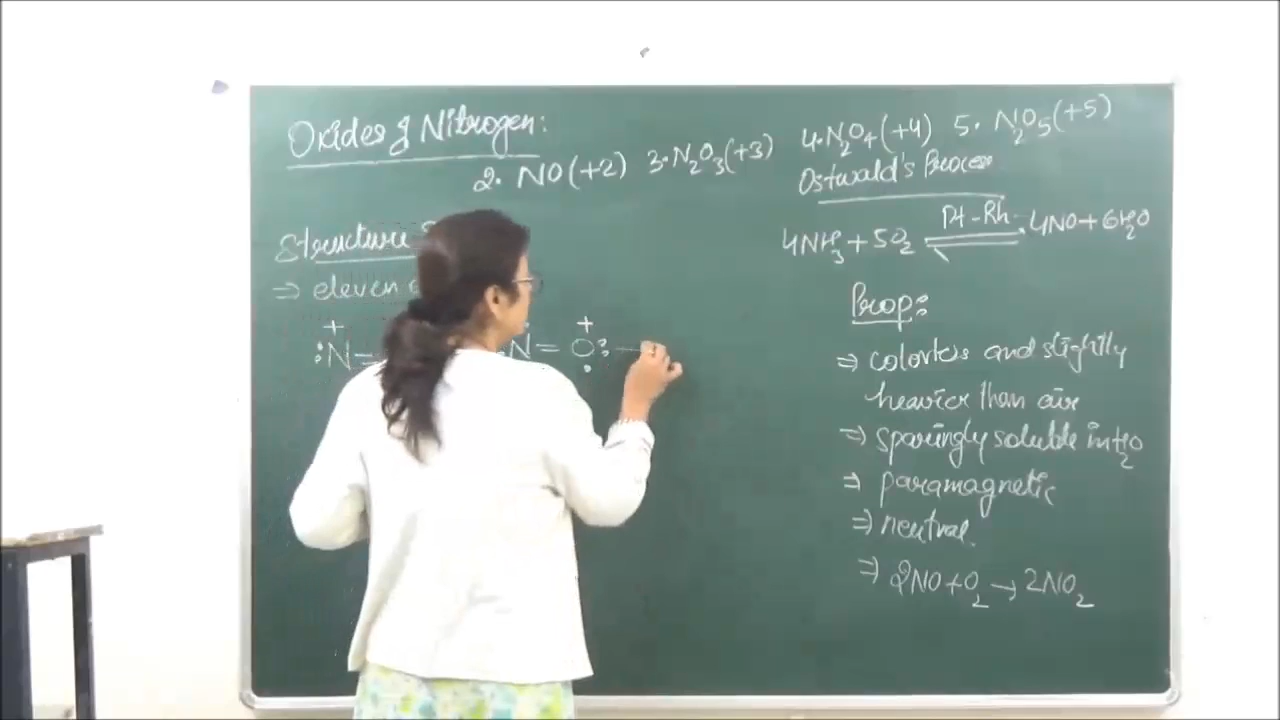 Oxides of Nitrogen:
2. NO(+2) 3. N2O3(+3) 4. N2O4(+4) 5. N2O5(+5)
Ostwald's Process
4NH3 + 5O2 Pt-Rh 4NO + 6H2O
Structure
⇒ eleven
+ +
:N = N = O:
Prop:
⇒ colorless and slightly
heavier than air
⇒ sparingly soluble in H2O
⇒ paramagnetic
⇒ neutral
⇒ 2NO + O2 → 2NO2